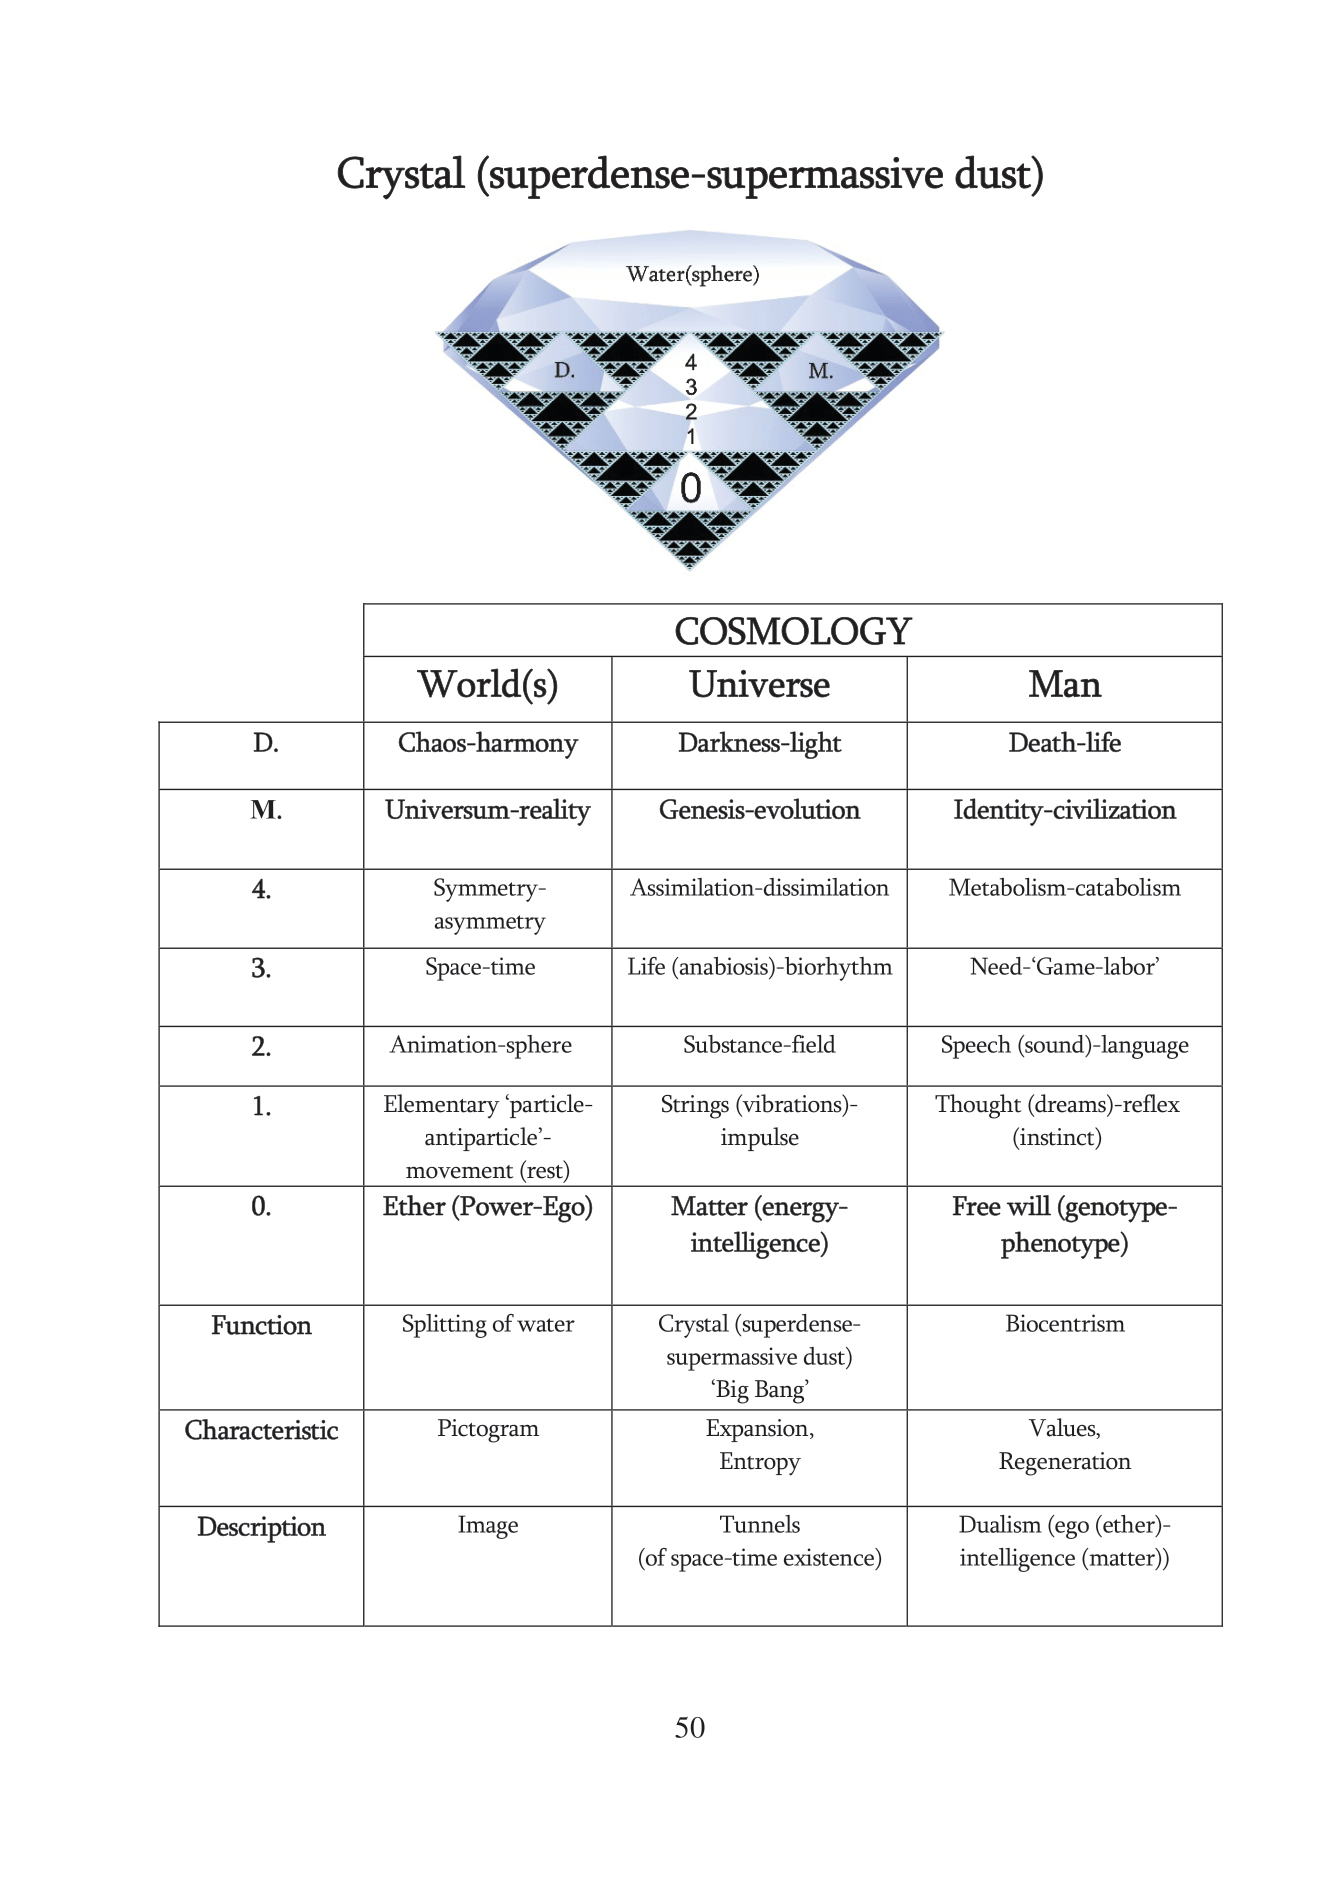 Crystal (superdense-supermassive dust)
Water(sphere)
D.
4
M.
3
2
1
0
COSMOLOGY
World(s)
Universe
Man
D.
Chaos-harmony
Darkness-light
Death-life
M.
Universum-reality
Genesis-evolution
Identity-civilization
4.
Symmetry-
asymmetry
Assimilation-dissimilation
Metabolism-catabolism
3.
Space-time
Life (anabiosis)-biorhythm
Need-‘Game-labor’
2.
Animation-sphere
Substance-field
Speech (sound)-language
1.
Elementary ‘particle-
antiparticle’-
movement (rest)
Strings (vibrations)-
impulse
Thought (dreams)-reflex
(instinct)
0.
Ether (Power-Ego)
Matter (energy-
intelligence)
Free will (genotype-
phenotype)
Function
Splitting of water
Crystal (superdense-
supermassive dust)
‘Big Bang’
Biocentrism
Characteristic
Pictogram
Expansion,
Entropy
Values,
Regeneration
Description
Image
Tunnels
(of space-time existence)
Dualism (ego (ether)-
intelligence (matter))
50